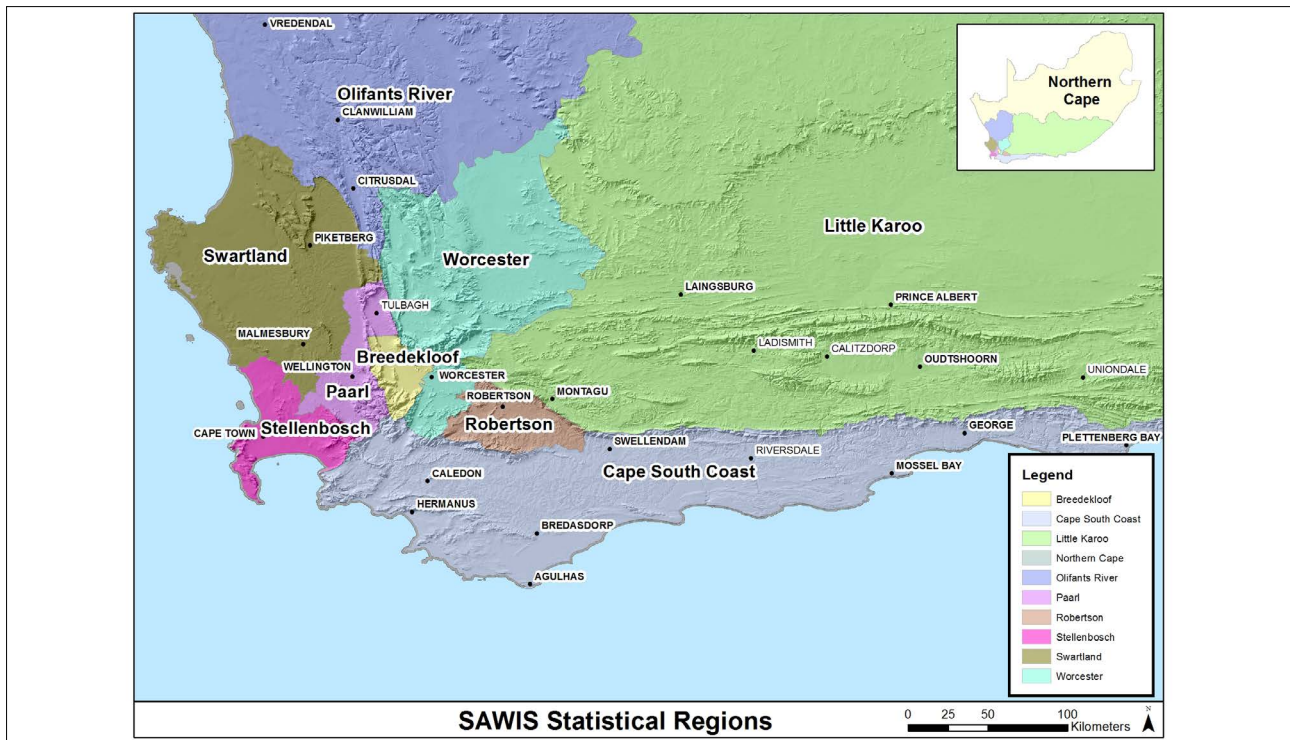 VREDENDAL
Olifants River
CLANWILLIAM
CITRUSDAL
PIKETBERG
Swartland
Worcester
Little Karoo
Northern
Cape
LAINGSBURG
PRINCE ALBERT
TULBAGH
MALMESBURY
LADISMITH
CALITZDORP
OUDTSHOORN
UNIONDALE
Breedekloof
WELLINGTON
WORCESTER
Paarl
ROBERTSON
MONTAGU
Robertson
Stellenbosch
CAPE TOWN
SWELLENDAM
RIVERSDALE
GEORGE
PLETTENBERG BAY
Cape South Coast
MOSSEL BAY
CALEDON
HERMANUS
BREDASDORP
AGULHAS
Legend
Breedekloof
Cape South Coast
Little Karoo
Northern Cape
Olifants River
Paarl
Robertson
Stellenbosch
Swartland
Worcester
SAWIS Statistical Regions
0 25 50 100
Kilometers
N